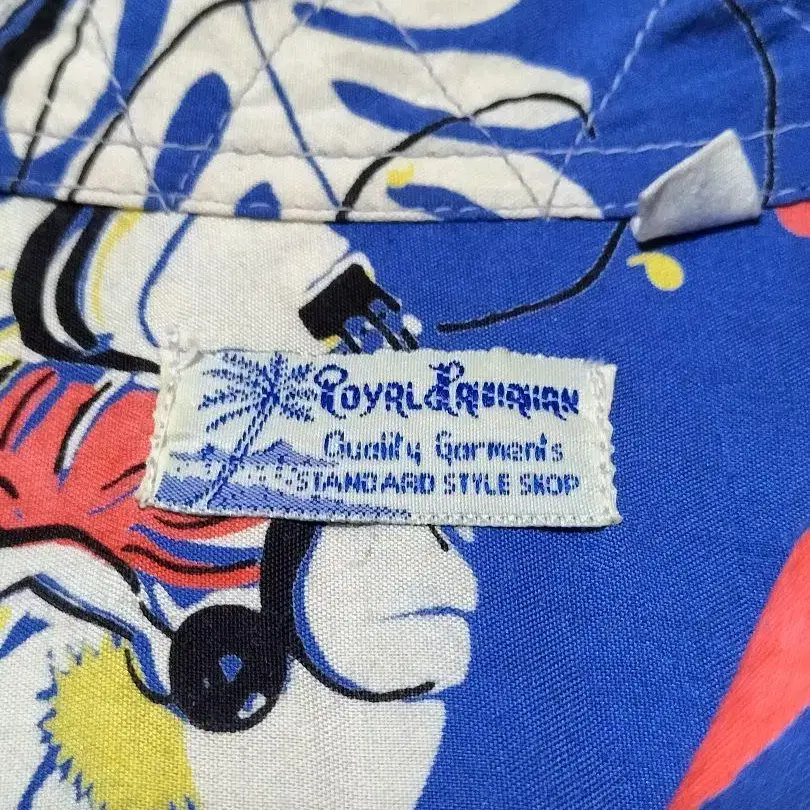 ROYAL HAWAIIAN
Quality Garments
STANDARD STYLE SHOP